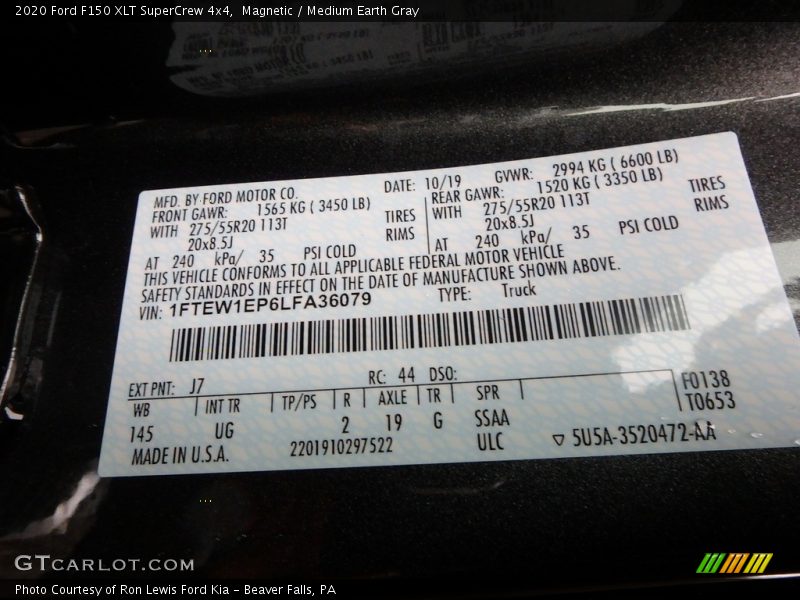 2020 Ford F150 XLT SuperCrew 4x4, Magnetic / Medium Earth Gray
MFD. BY FORD MOTOR CO.
DATE: 10/19 GVWR: 2994 KG ( 6600 LB)
FRONT GAWR: 1565 KG ( 3450 LB) REAR GAWR: 1520 KG ( 3350 LB)
WITH 275/55R20 113T TIRES WITH 275/55R20 113T TIRES
20x8.5J RIMS 20x8.5J RIMS
AT 240 kPa/ 35 PSI COLD AT 240 kPa/ 35 PSI COLD
THIS VEHICLE CONFORMS TO ALL APPLICABLE FEDERAL MOTOR VEHICLE
SAFETY STANDARDS IN EFFECT ON THE DATE OF MANUFACTURE SHOWN ABOVE.
VIN: 1FTEW1EP6LFA36079 TYPE: Truck
EXT PNT: J7 RC: 44 DSO: F0138
WB INT TR TP/PS R AXLE TR SPR T0653
145 UG 2 19 G SSAA
MADE IN U.S.A. 2201910297522 ULC ▽ 5U5A-3520472-AA
GTCARLOT.COM
Photo Courtesy of Ron Lewis Ford Kia - Beaver Falls, PA